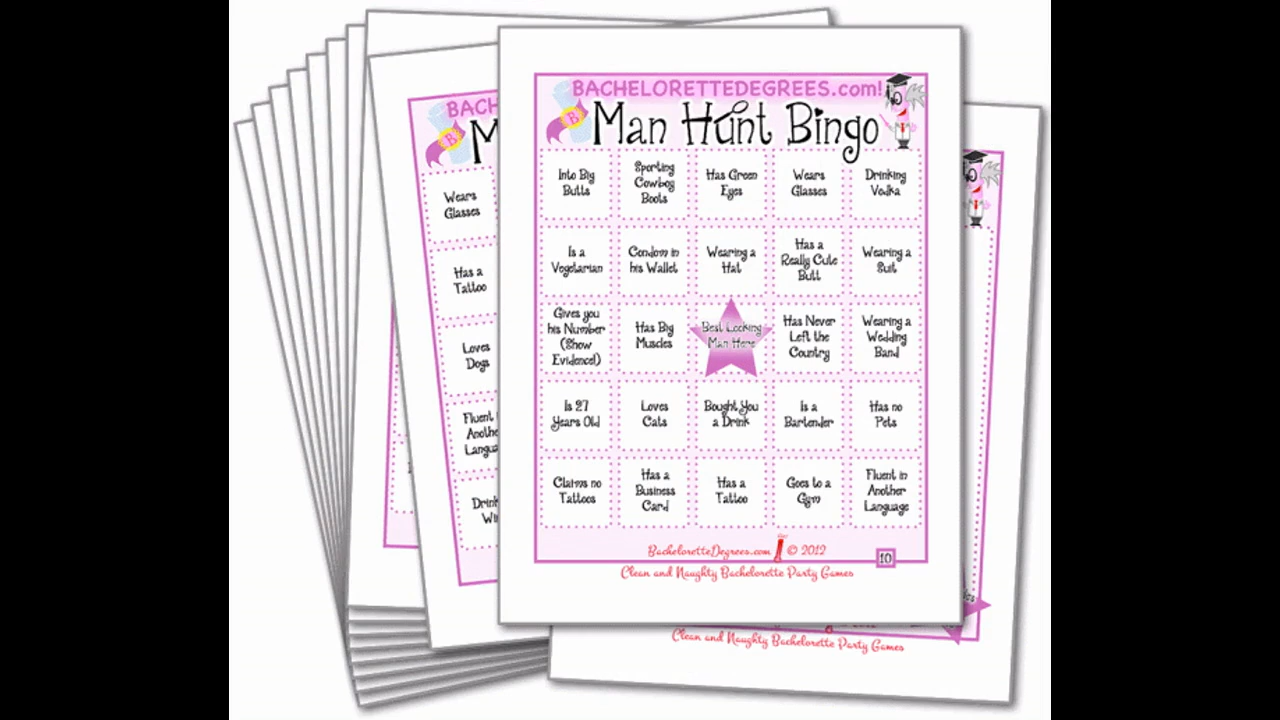 BACHELORETTEDEGREES.com!
Man Hunt Bingo
Into Big
Butts
Sporting
Cowboy
Boots
Has Green
Eyes
Wears
Glasses
Drinking
Vodka
Is a
Vegetarian
Condom in
his Wallet
Wearing a
Hat
Has a
Really Cute
Butt
Wearing a
Suit
Gives you
his Number
(Show
Evidence!)
Has Big
Muscles
Best Looking
Man Here
Has Never
Left the
Country
Wearing a
Wedding
Band
Is 27
Years Old
Loves
Cats
Bought You
a Drink
Is a
Bartender
Has no
Pets
Claims no
Tattoos
Has a
Business
Card
Has a
Tattoo
Goes to a
Gym
Fluent in
Another
Language
BacheloretteDegrees.com © 2012
10
Clean and Naughty Bachelorette Party Games
BACH
B
M
Wears
Glasses
Has a
Tattoo
Loves
Dogs
Fluent
Clean and Naughty Bachelorette Party Games